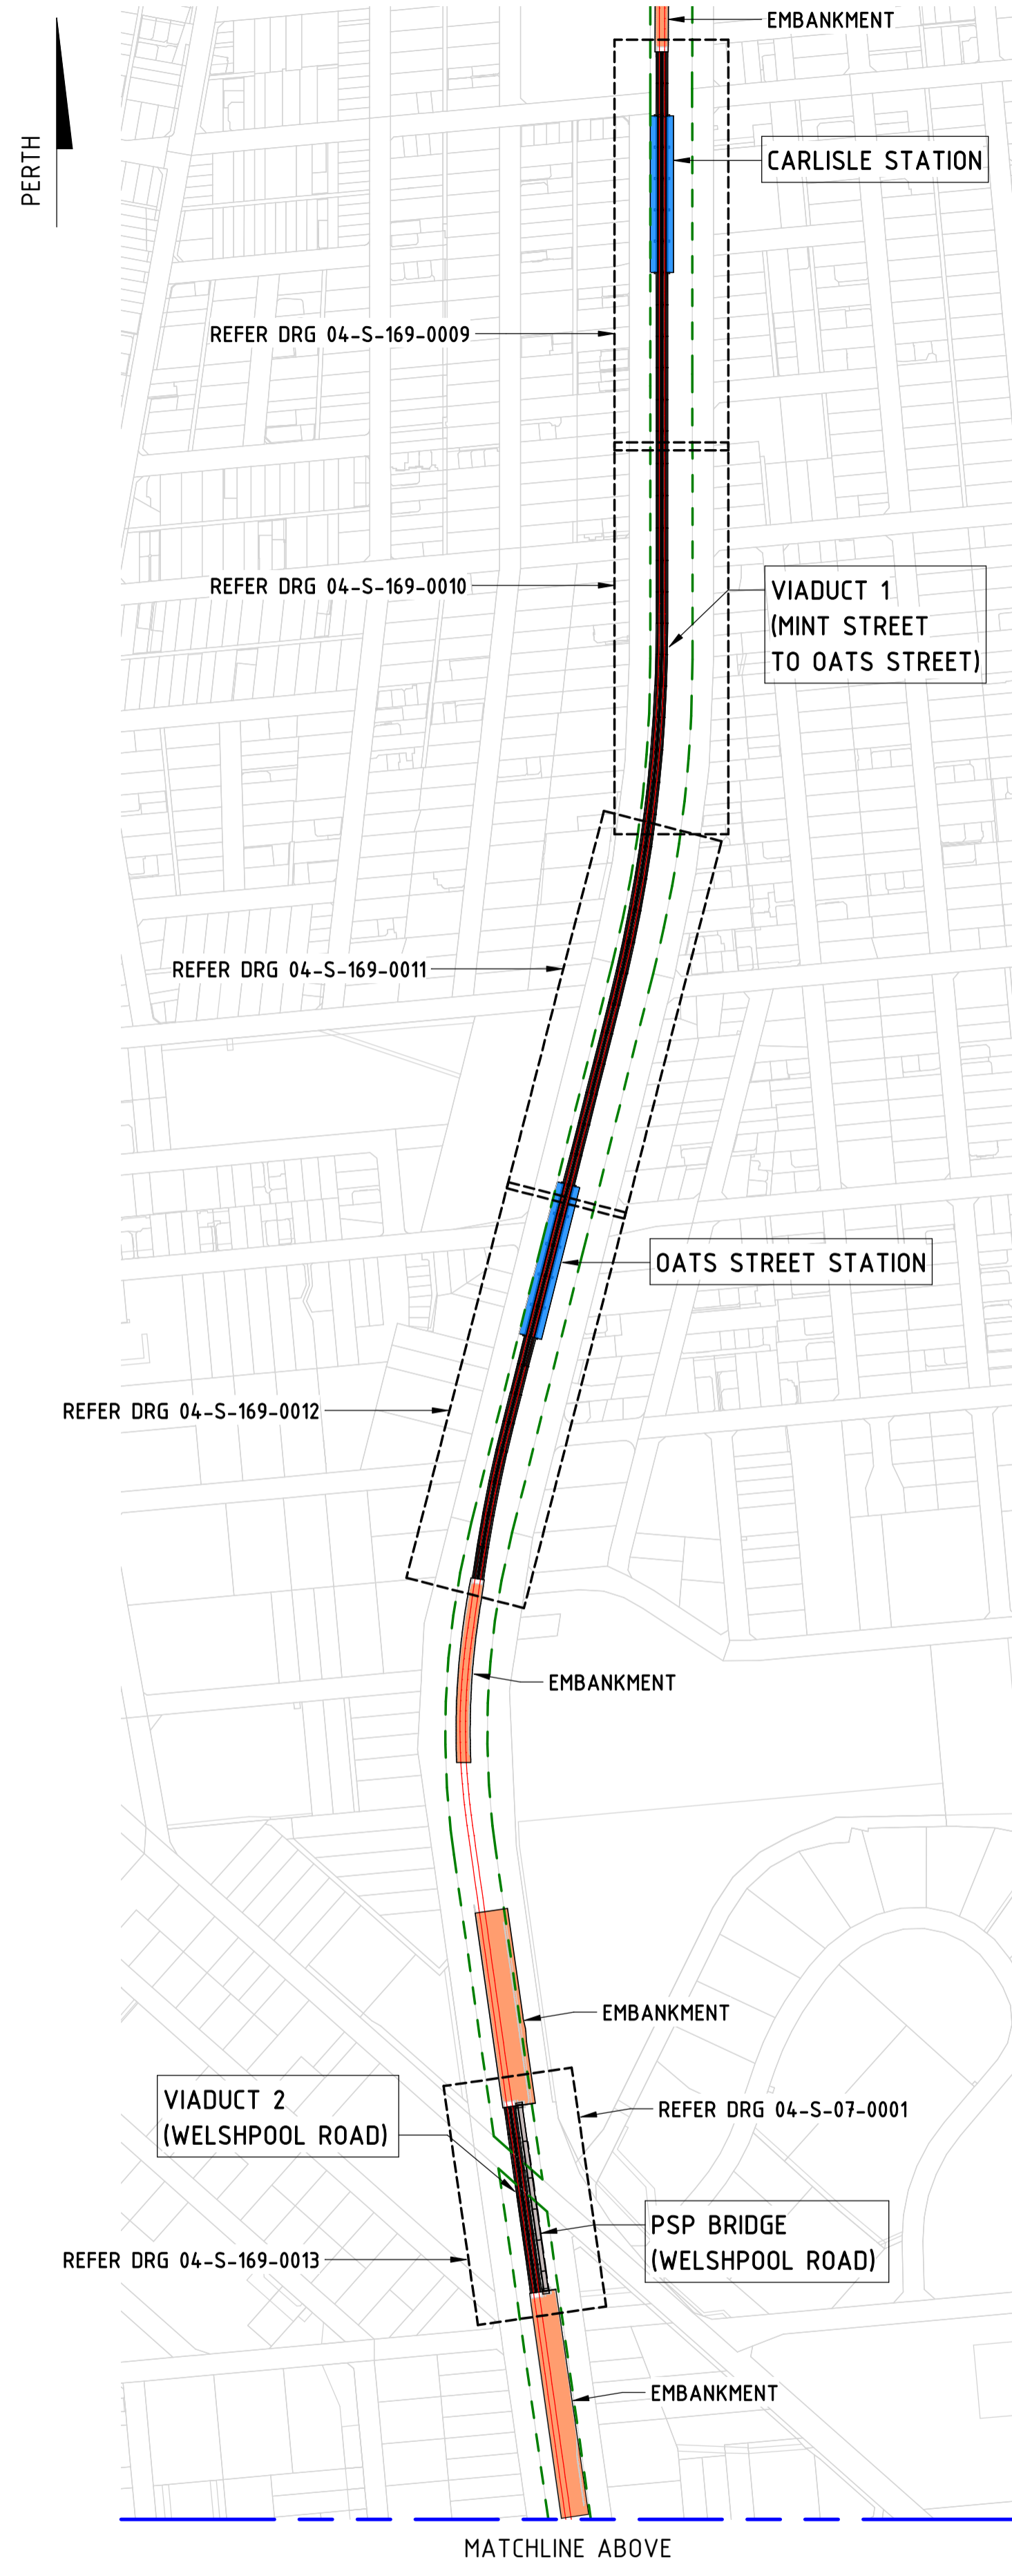 EMBANKMENT
PERTH
CARLISLE STATION
REFER DRG 04-S-169-0009
REFER DRG 04-S-169-0010
VIADUCT 1
(MINT STREET
TO OATS STREET)
REFER DRG 04-S-169-0011
OATS STREET STATION
REFER DRG 04-S-169-0012
EMBANKMENT
EMBANKMENT
VIADUCT 2
(WELSHPOOL ROAD)
REFER DRG 04-S-07-0001
PSP BRIDGE
(WELSHPOOL ROAD)
REFER DRG 04-S-169-0013
EMBANKMENT
MATCHLINE ABOVE